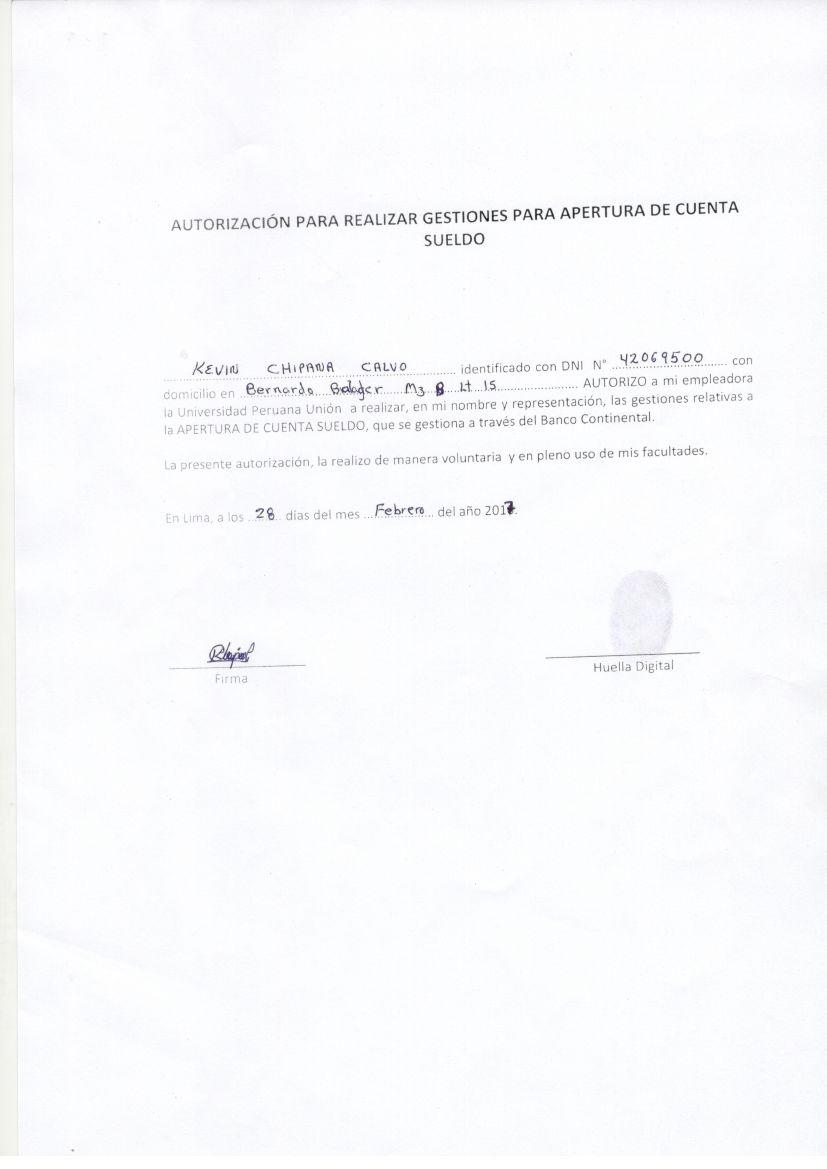 AUTORIZACIÓN PARA REALIZAR GESTIONES PARA APERTURA DE CUENTA
SUELDO
KEVIN CHIPANA CALVO identificado con DNI N° 42069500 con
domicilio en Bernardo Balager Mz B Lt 15 AUTORIZO a mi empleadora
la Universidad Peruana Unión a realizar, en mi nombre y representación, las gestiones relativas a
la APERTURA DE CUENTA SUELDO, que se gestiona a través del Banco Continental.
La presente autorización, la realizo de manera voluntaria y en pleno uso de mis facultades.
En Lima, a los 28 días del mes Febrero del año 2017.
Firma
Huella Digital